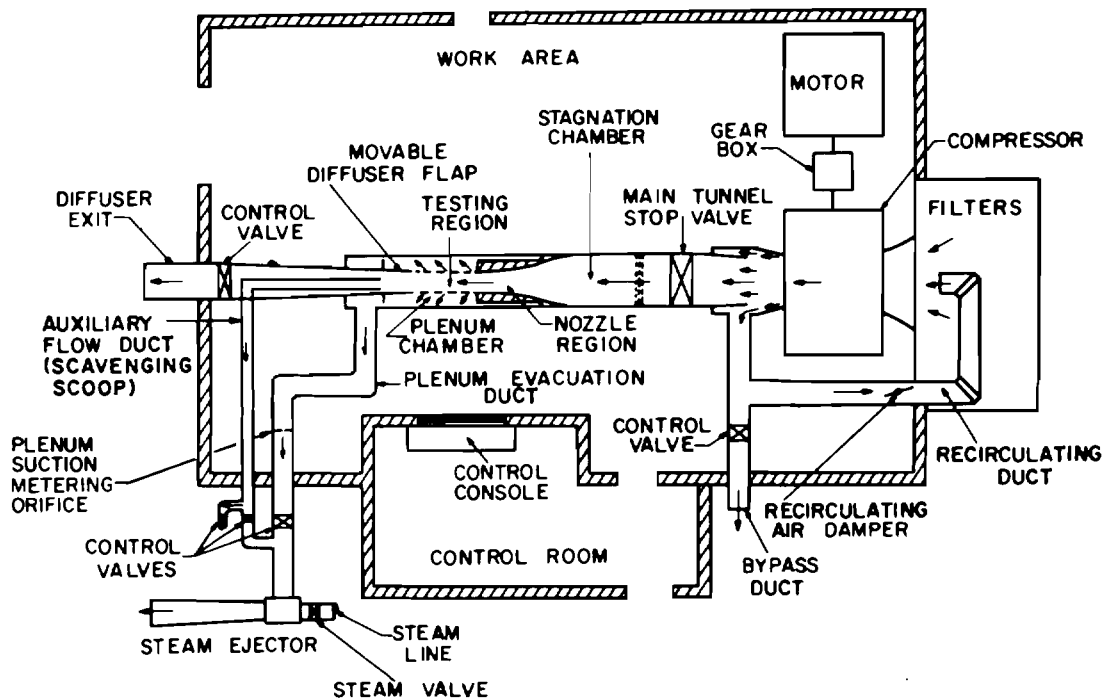 WORK AREA
MOTOR
STAGNATION
CHAMBER
GEAR
BOX
COMPRESSOR
MOVABLE
DIFFUSER FLAP
DIFFUSER
EXIT
CONTROL
VALVE
TESTING
REGION
MAIN TUNNEL
STOP VALVE
FILTERS
AUXILIARY
FLOW DUCT
(SCAVENGING
SCOOP)
PLENUM
CHAMBER
NOZZLE
REGION
PLENUM EVACUATION
DUCT
PLENUM
SUCTION
METERING
ORIFICE
CONTROL
VALVE
CONTROL
CONSOLE
RECIRCULATING
DUCT
RECIRCULATING
AIR DAMPER
CONTROL
VALVES
CONTROL ROOM
BYPASS
DUCT
STEAM EJECTOR
STEAM
LINE
STEAM VALVE